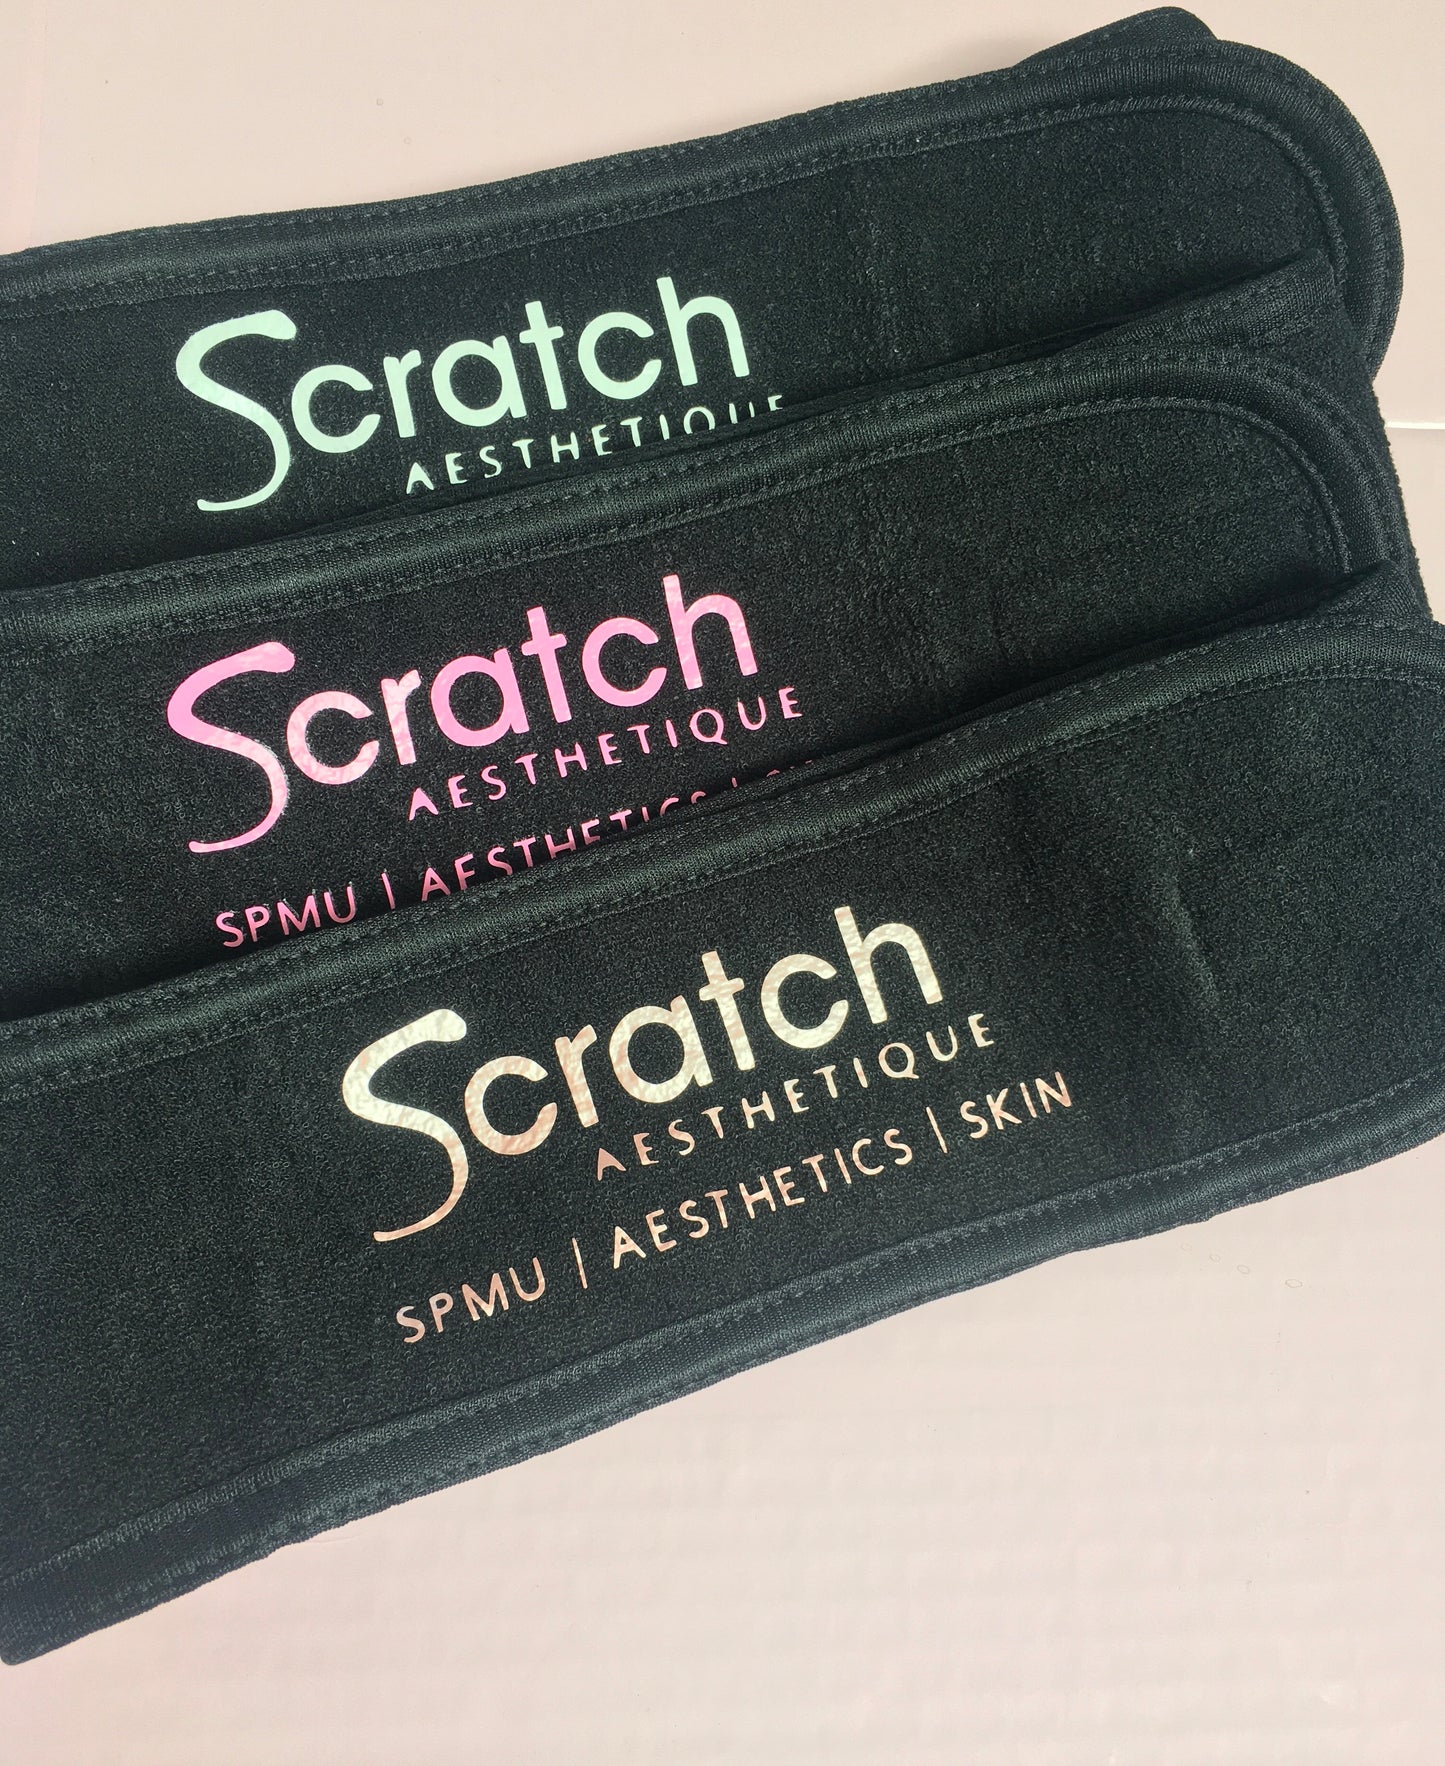 Scratch
AESTHETIQUE
Scratch
AESTHETIQUE
SPMU | AESTHETICS |
Scratch
AESTHETIQUE
SPMU | AESTHETICS | SKIN